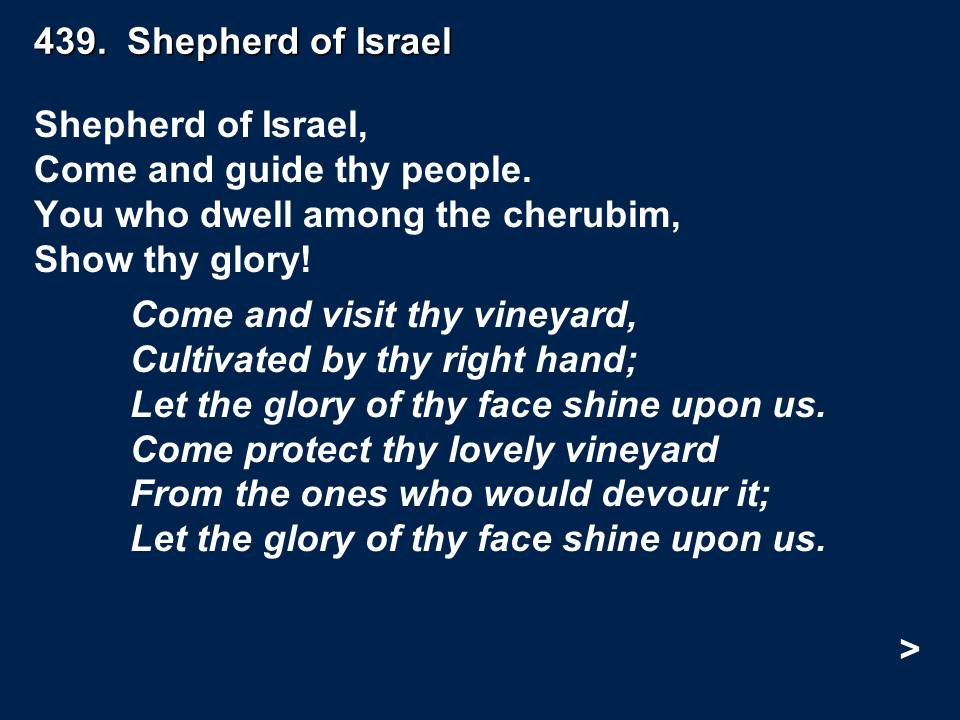 439. Shepherd of Israel
Shepherd of Israel,
Come and guide thy people.
You who dwell among the cherubim,
Show thy glory!
Come and visit thy vineyard,
Cultivated by thy right hand;
Let the glory of thy face shine upon us.
Come protect thy lovely vineyard
From the ones who would devour it;
Let the glory of thy face shine upon us.
>